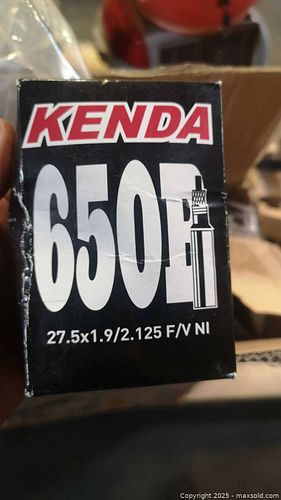 KENDA
650B
27.5x1.9/2.125 F/V NI
Copyright 2025 - maxsold.com